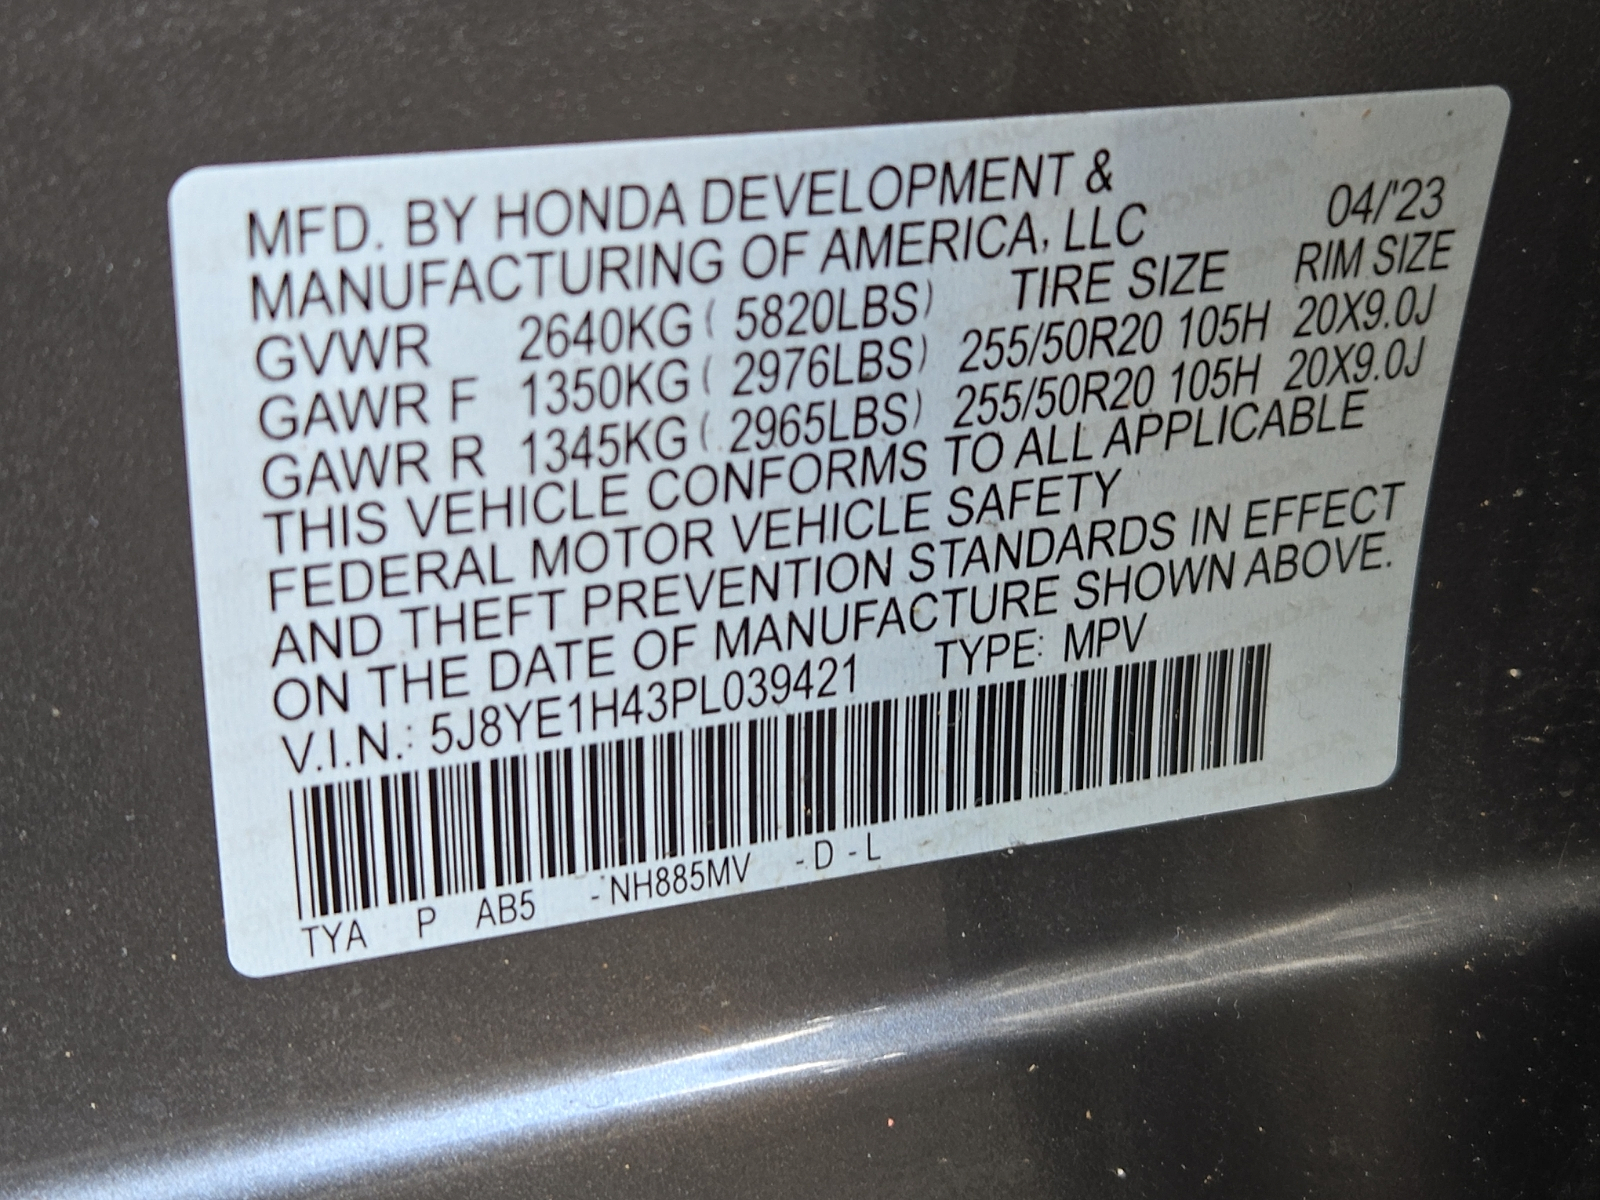 MFD. BY HONDA DEVELOPMENT &
MANUFACTURING OF AMERICA, LLC 04/'23
GVWR 2640KG ( 5820LBS) TIRE SIZE RIM SIZE
GAWR F 1350KG ( 2976LBS) 255/50R20 105H 20X9.0J
GAWR R 1345KG ( 2965LBS) 255/50R20 105H 20X9.0J
THIS VEHICLE CONFORMS TO ALL APPLICABLE
FEDERAL MOTOR VEHICLE SAFETY
AND THEFT PREVENTION STANDARDS IN EFFECT
ON THE DATE OF MANUFACTURE SHOWN ABOVE.
V.I.N.: 5J8YE1H43PL039421 TYPE: MPV
TYA P AB5 -NH885MV -D -L